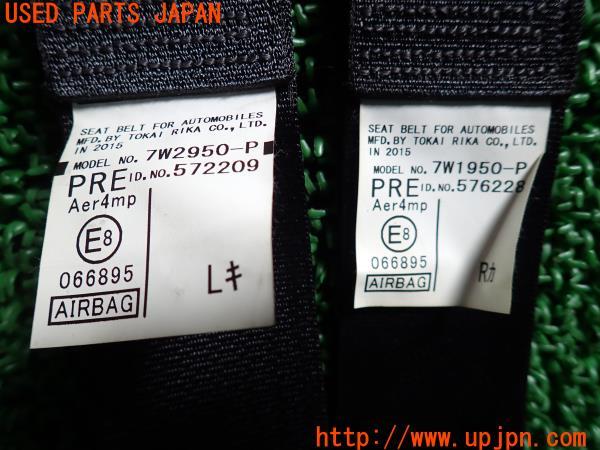 USED PARTS JAPAN
SEAT BELT FOR AUTOMOBILES
MFD. BY TOKAI RIKA CO., LTD.
IN 2015
MODEL NO. 7W2950-P
PRE ID.NO.572209
Aer4mp
E8
066895
AIRBAG
Lキ
SEAT BELT FOR AUTOMOBILES
MFD. BY TOKAI RIKA CO., LTD.
IN 2015
MODEL NO. 7W1950-P
PRE ID.NO.576228
Aer4mp
E8
066895
AIRBAG
Rカ
http://www.upjpn.com/